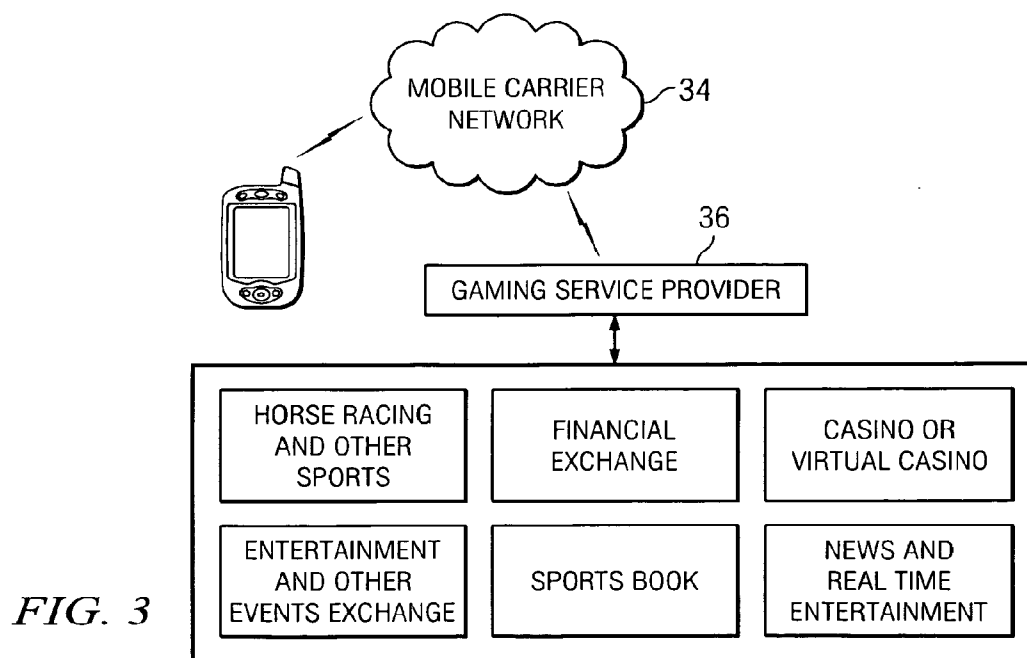 MOBILE CARRIER
NETWORK
34
36
GAMING SERVICE PROVIDER
HORSE RACING
AND OTHER
SPORTS
FINANCIAL
EXCHANGE
CASINO OR
VIRTUAL CASINO
ENTERTAINMENT
AND OTHER
EVENTS EXCHANGE
SPORTS BOOK
NEWS AND
REAL TIME
ENTERTAINMENT
FIG. 3